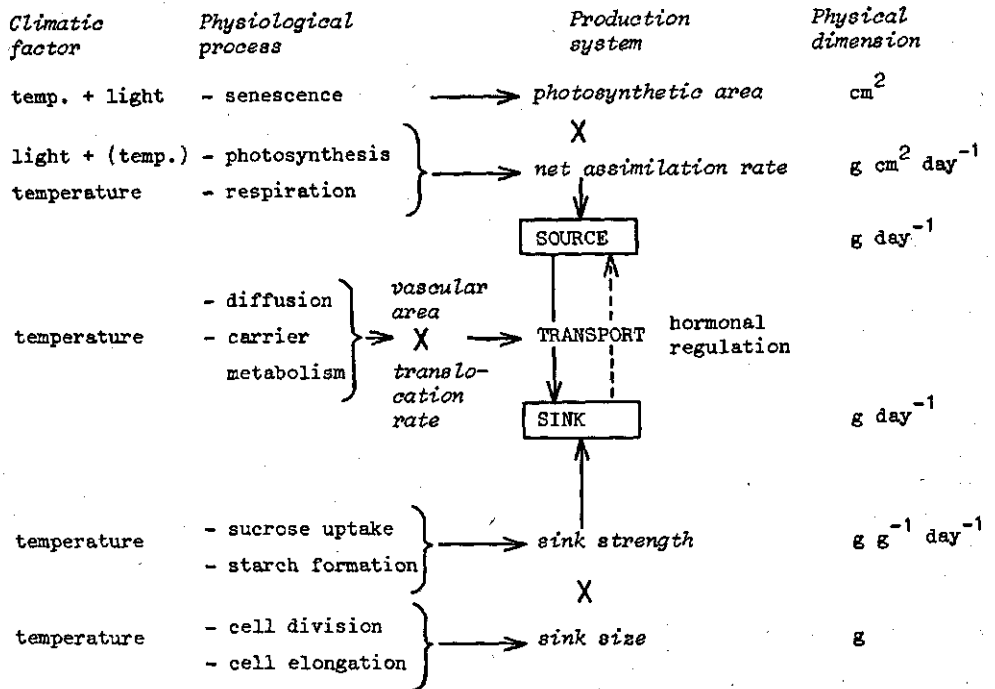 Climatic Physiological Production Physical
factor process system dimension
temp. + light - senescence photosynthetic area cm²
X
light + (temp.) - photosynthesis
net assimilation rate g cm² day⁻¹
temperature - respiration
SOURCE g day⁻¹
- diffusion vascular area
temperature - carrier metabolism X TRANSPORT hormonal regulation
translo-
cation
rate
SINK g day⁻¹
- sucrose uptake
temperature sink strength g g⁻¹ day⁻¹
- starch formation
X
- cell division
temperature sink size g
- cell elongation